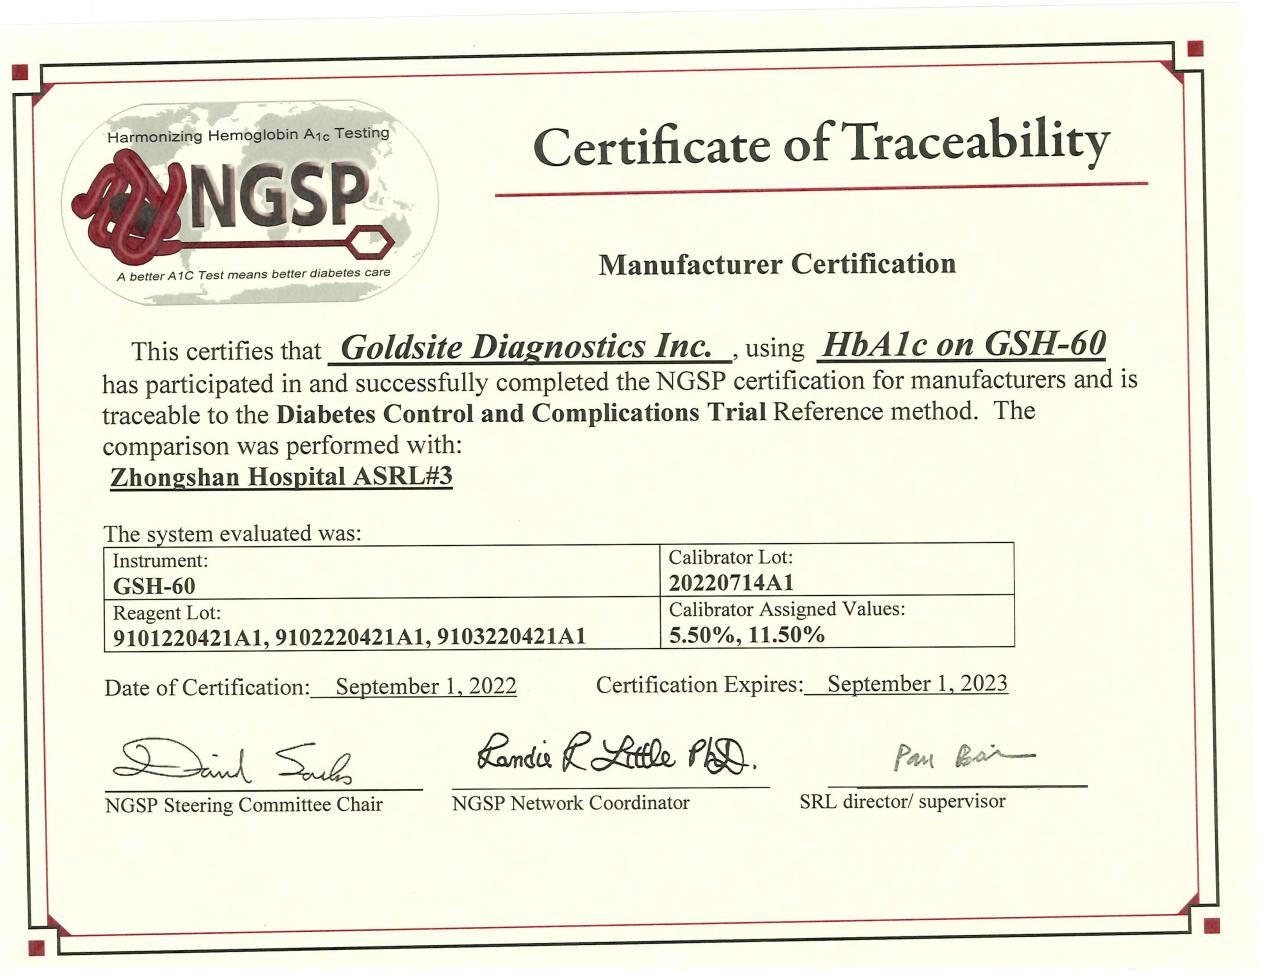 Harmonizing Hemoglobin A1c Testing
NGSP
A better A1C Test means better diabetes care
Certificate of Traceability
Manufacturer Certification
This certifies that Goldsite Diagnostics Inc. , using HbA1c on GSH-60
has participated in and successfully completed the NGSP certification for manufacturers and is
traceable to the Diabetes Control and Complications Trial Reference method. The
comparison was performed with:
Zhongshan Hospital ASRL#3
The system evaluated was:
Instrument:
GSH-60
Calibrator Lot:
20220714A1
Reagent Lot:
9101220421A1, 9102220421A1, 9103220421A1
Calibrator Assigned Values:
5.50%, 11.50%
Date of Certification: September 1, 2022 Certification Expires: September 1, 2023
David Sacks
Randie R Little PhD.
NGSP Steering Committee Chair
NGSP Network Coordinator
SRL director/ supervisor